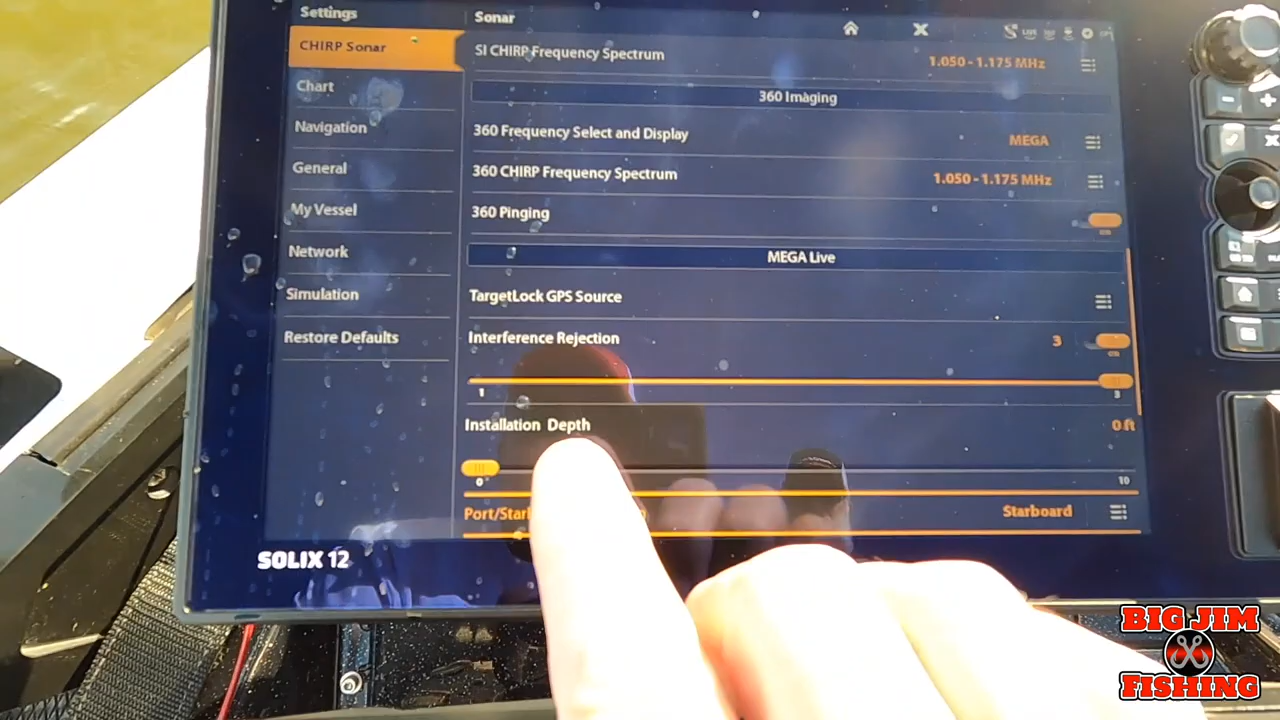 Settings
Sonar
CHIRP Sonar
SI CHIRP Frequency Spectrum
1.050 - 1.175 MHz
Chart
360 Imaging
Navigation
360 Frequency Select and Display
MEGA
General
360 CHIRP Frequency Spectrum
1.050 - 1.175 MHz
My Vessel
360 Pinging
on
Network
MEGA Live
Simulation
TargetLock GPS Source
Restore Defaults
Interference Rejection
3
on
1
3
Installation Depth
0 ft
0
10
Starboard
SOLIX 12
BIG JIM
FISHING